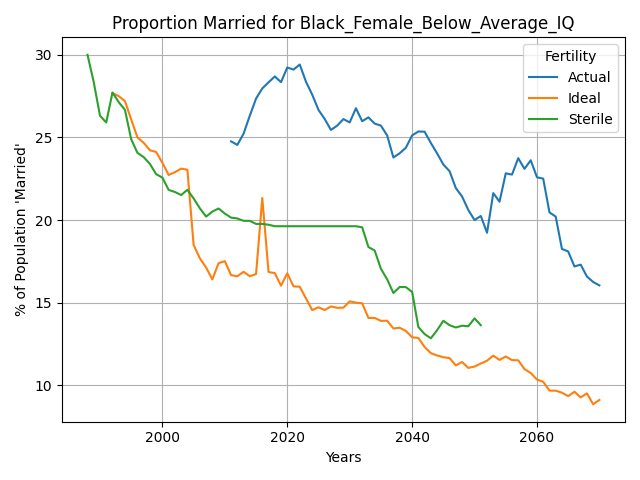 Proportion Married for Black_Female_Below_Average_IQ
% of Population 'Married'
30
25
20
15
10
Fertility
Actual
Ideal
Sterile
2000
2020
2040
2060
Years